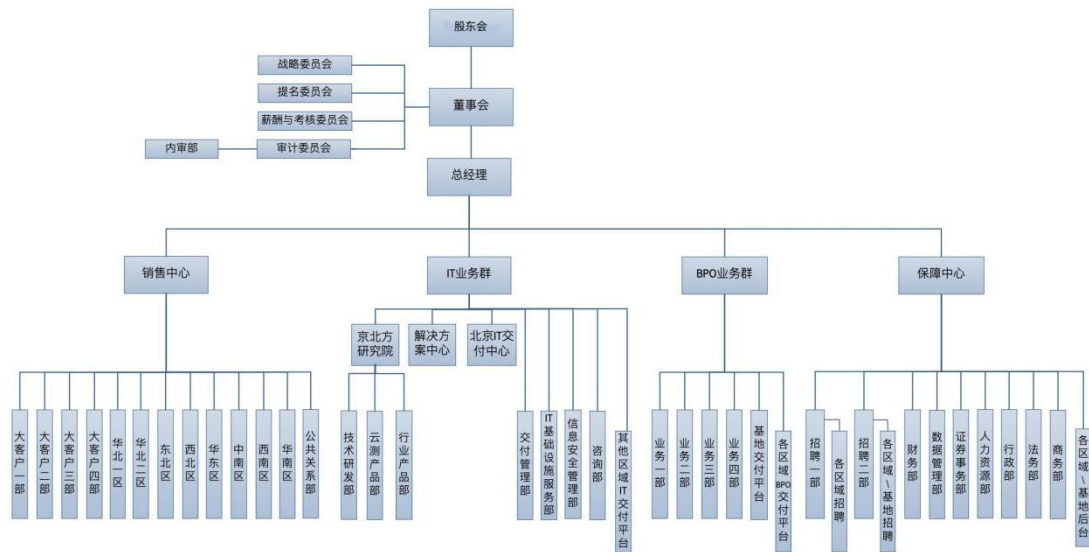 股东会
战略委员会
提名委员会
董事会
薪酬与考核委员会
内审部
审计委员会
总经理
销售中心
IT业务群
BPO业务群
保障中心
京北方
研究院
解决方
案中心
北京IT交
付中心
大客户一部
大客户二部
大客户三部
大客户四部
华北一区
华北二区
东北区
西北区
华东区
中南区
西南区
华南区
公共关系部
技术研发部
云测产品部
行业产品部
交付管理部
IT基础设施服务部
信息安全管理部
咨询部
其他区域IT交付平台
业务一部
业务二部
业务三部
业务四部
基地交付平台
各区域BPO交付平台
招聘一部
各区域招聘
招聘二部
各区域\基地招聘
财务部
数据管理部
证券事务部
人力资源部
行政部
法务部
商务部
各区域\基地后台